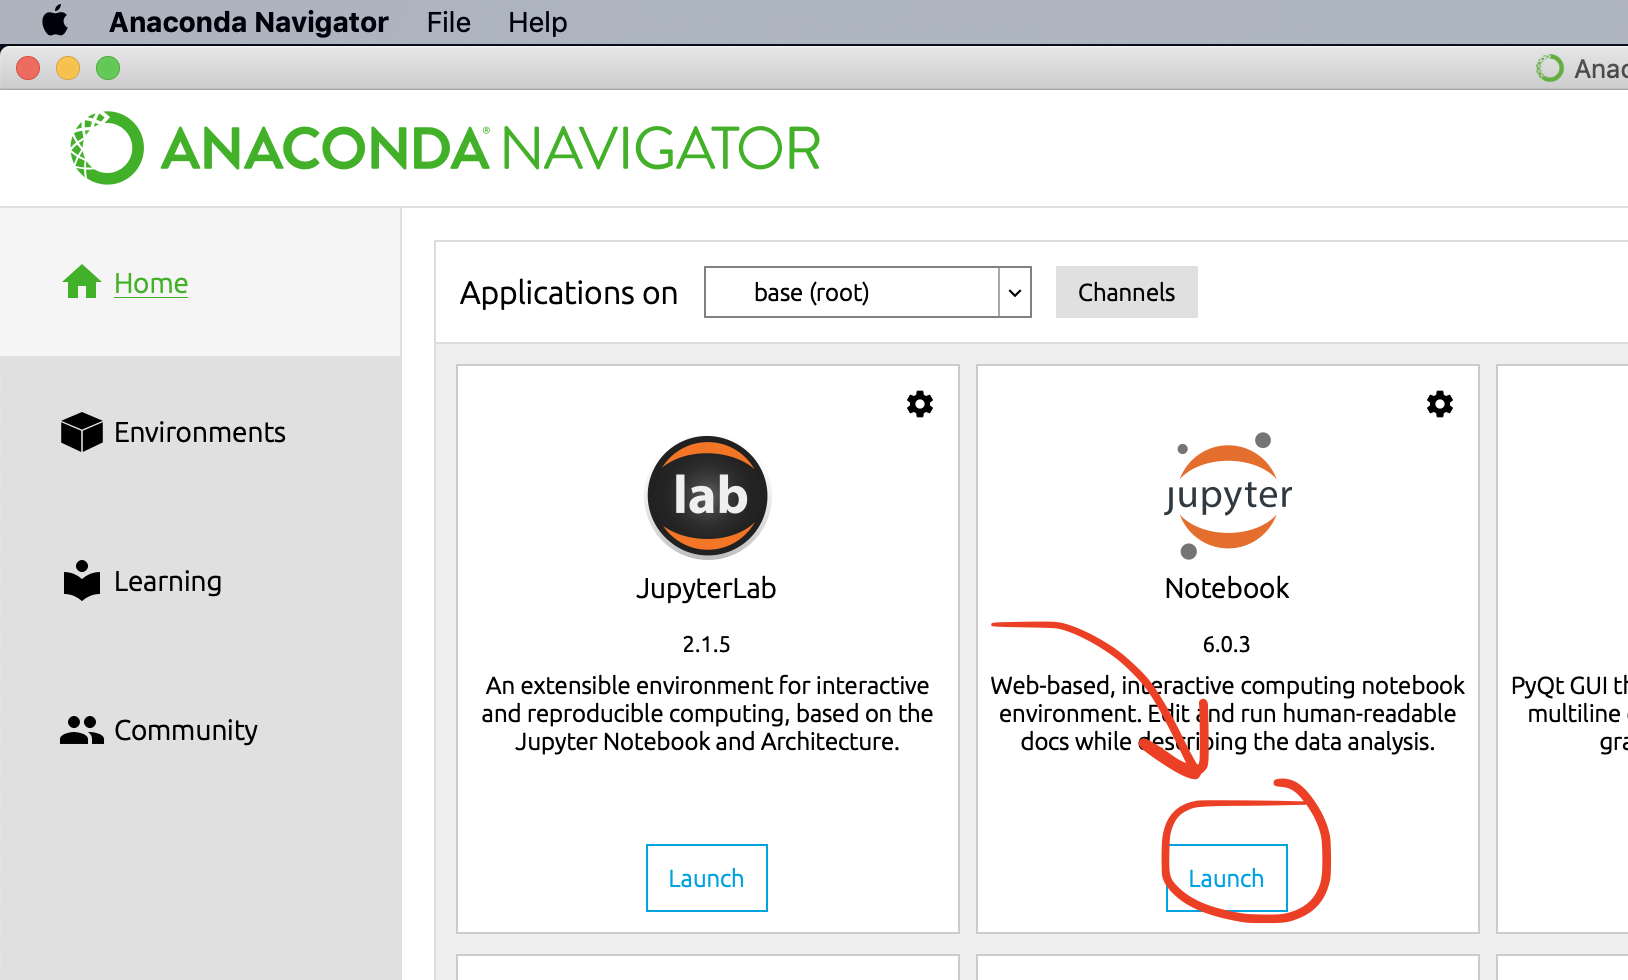 Anaconda Navigator File Help
Anac
ANACONDA® NAVIGATOR
Home
Environments
Learning
Community
Applications on base (root) Channels
lab
JupyterLab
2.1.5
An extensible environment for interactive
and reproducible computing, based on the
Jupyter Notebook and Architecture.
Launch
jupyter
Notebook
6.0.3
Web-based, interactive computing notebook
environment. Edit and run human-readable
docs while describing the data analysis.
Launch
PyQt GUI th
multiline
gra